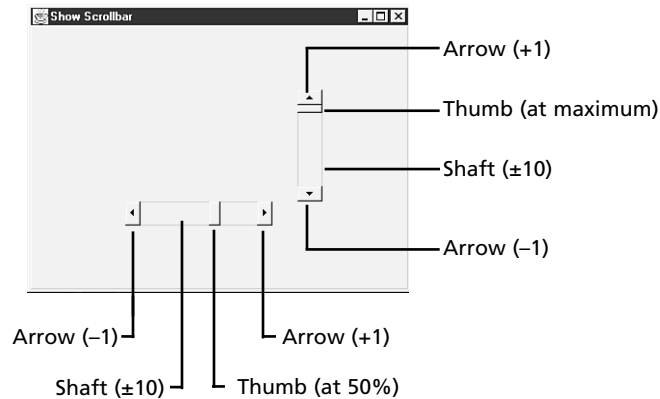 Show Scrollbar
Arrow (+1)
Thumb (at maximum)
Shaft (±10)
Arrow (–1)
Arrow (–1)
Arrow (+1)
Shaft (±10)
Thumb (at 50%)